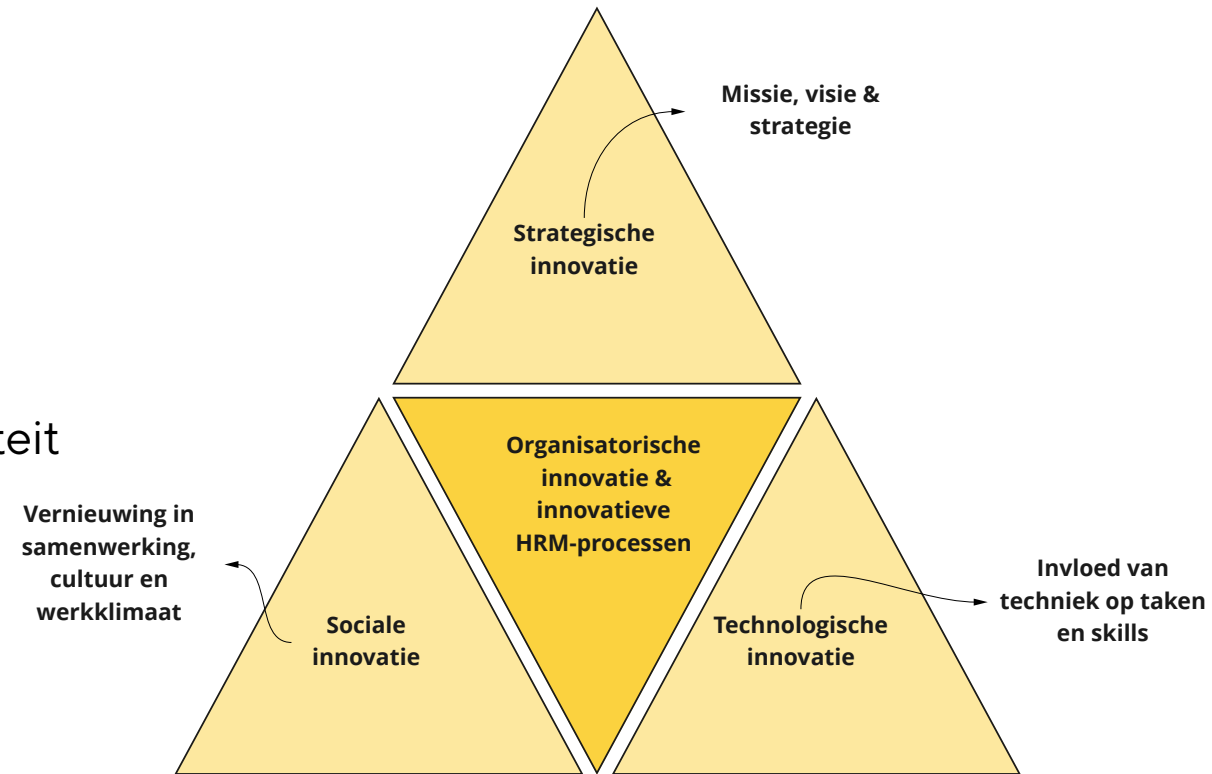 Missie, visie &
strategie
Strategische
innovatie
teit
Organisatorische
innovatie &
innovatieve
HRM-processen
Vernieuwing in
samenwerking,
cultuur en
werkklimaat
Sociale
innovatie
Technologische
innovatie
Invloed van
techniek op taken
en skills